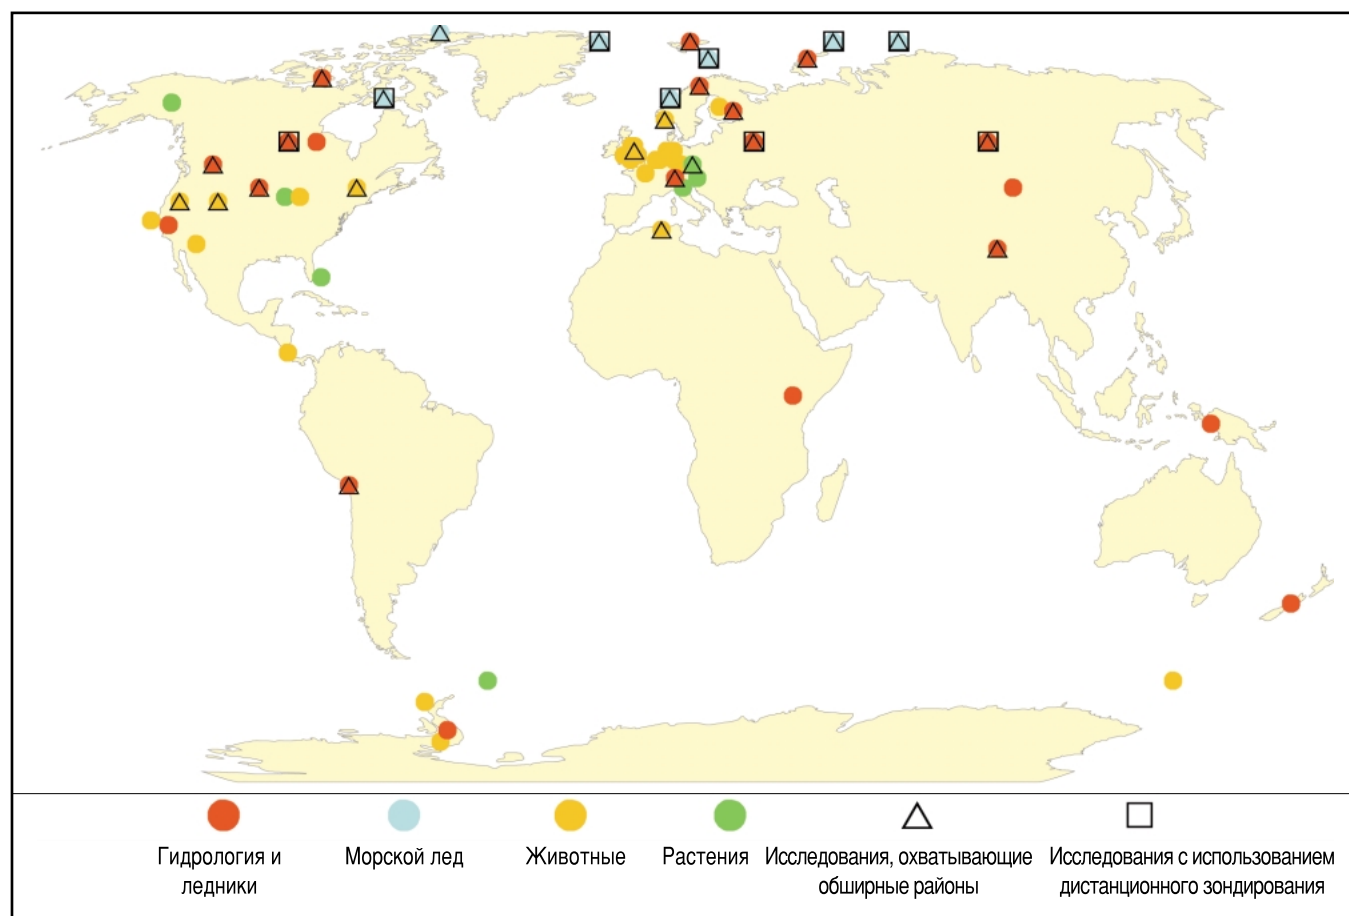 Гидрология и
ледники
Морской лед
Животные
Растения
Исследования, охватывающие
обширные районы
Исследования с использованием
дистанционного зондирования